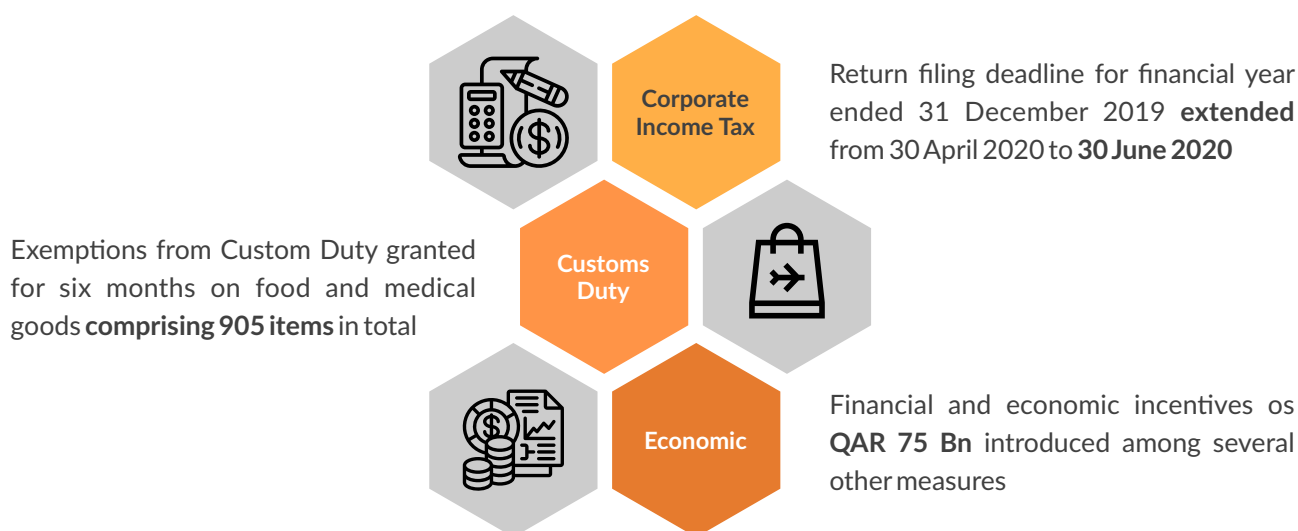 Corporate
Income Tax
Return filing deadline for financial year
ended 31 December 2019 extended
from 30 April 2020 to 30 June 2020
Exemptions from Custom Duty granted
for six months on food and medical
goods comprising 905 items in total
Customs
Duty
Economic
Financial and economic incentives os
QAR 75 Bn introduced among several
other measures